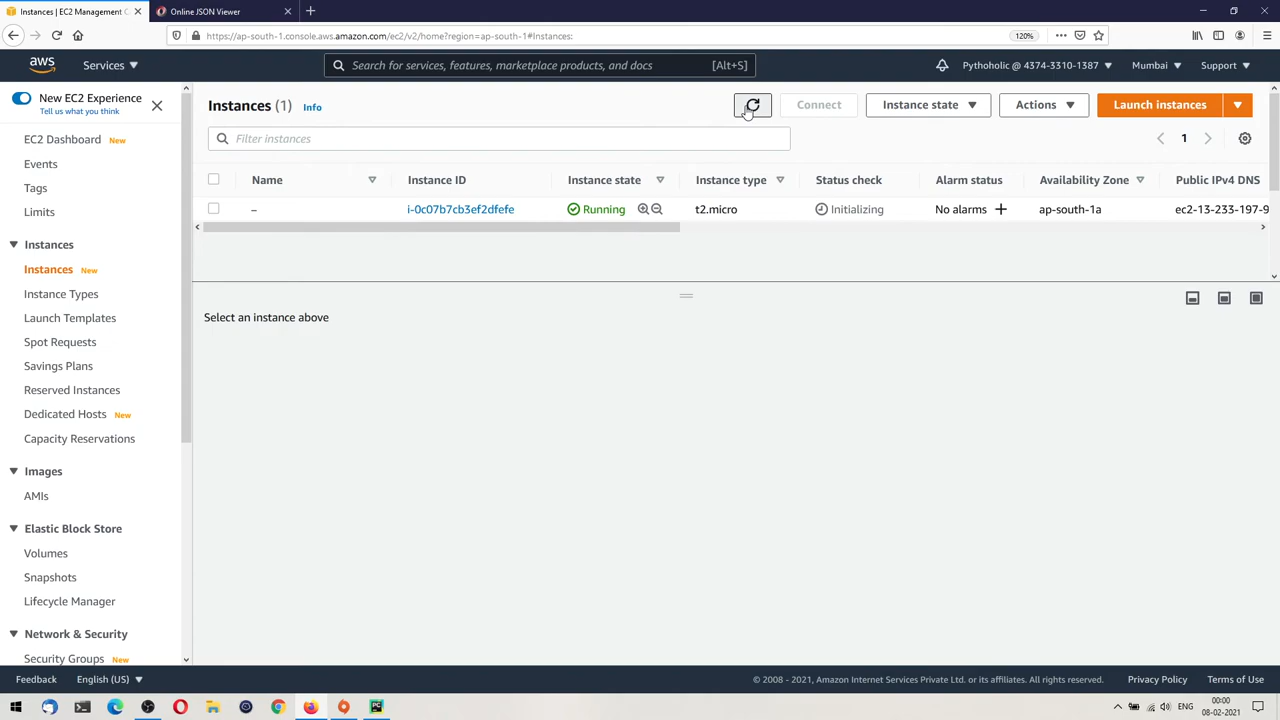 Instances | EC2 Management C
Online JSON Viewer
https://ap-south-1.console.aws.amazon.com/ec2/v2/home?region=ap-south-1#Instances:
120%
aws
Services
Search for services, features, marketplace products, and docs
[Alt+S]
Pythoholic @ 4374-3310-1387
Mumbai
Support
New EC2 Experience
Tell us what you think
EC2 Dashboard New
Events
Tags
Limits
Instances
Instances New
Instance Types
Launch Templates
Spot Requests
Savings Plans
Reserved Instances
Dedicated Hosts New
Capacity Reservations
Images
AMIs
Elastic Block Store
Volumes
Snapshots
Lifecycle Manager
Network & Security
Security Groups New
Instances (1) Info
Connect
Instance state
Actions
Launch instances
Filter instances
1
Name
Instance ID
Instance state
Instance type
Status check
Alarm status
Availability Zone
Public IPv4 DNS
–
i-0c07b7cb3ef2dfefe
Running
t2.micro
Initializing
No alarms
ap-south-1a
ec2-13-233-197-9
Select an instance above
Feedback
English (US)
© 2008 - 2021, Amazon Internet Services Private Ltd. or its affiliates. All rights reserved.
Privacy Policy
Terms of Use
ENG
00:00
08-02-2021